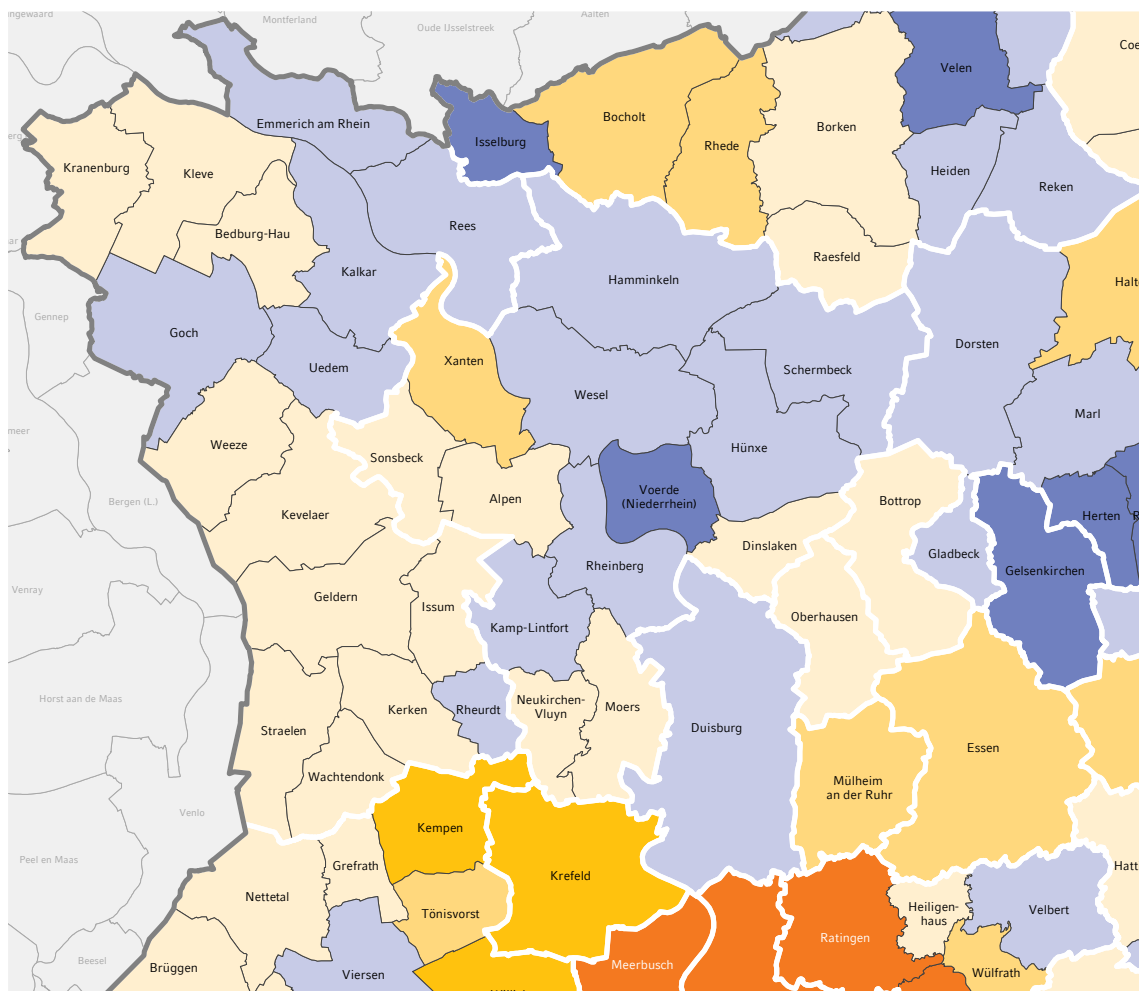 Montferland
Aalten
Oude IJsselstreek
Coe
Velen
Emmerich am Rhein
Bocholt
Borken
Isselburg
Rhede
Kranenburg
Kleve
Heiden
Reken
Rees
Bedburg-Hau
Raesfeld
Kalkar
Hamminkeln
Halt
Gennep
Goch
Dorsten
Xanten
Uedem
Schermbeck
Wesel
Marl
meer
Weeze
Hünxe
Sonsbeck
Voerde
(Niederrhein)
Bergen (L.)
Alpen
Bottrop
Kevelaer
Herten
R
Dinslaken
Gladbeck
Rheinberg
Gelsenkirchen
Venray
Geldern
Issum
Oberhausen
Kamp-Lintfort
Horst aan de Maas
Neukirchen-
Vluyn
Kerken
Rheurdt
Moers
Straelen
Duisburg
Essen
Wachtendonk
Mülheim
an der Ruhr
Venlo
Kempen
Peel en Maas
Grefrath
Hatt
Krefeld
Nettetal
Heiligen-
haus
Tönisvorst
Velbert
Ratingen
Beesel
Brüggen
Viersen
Meerbusch
Wülfrath